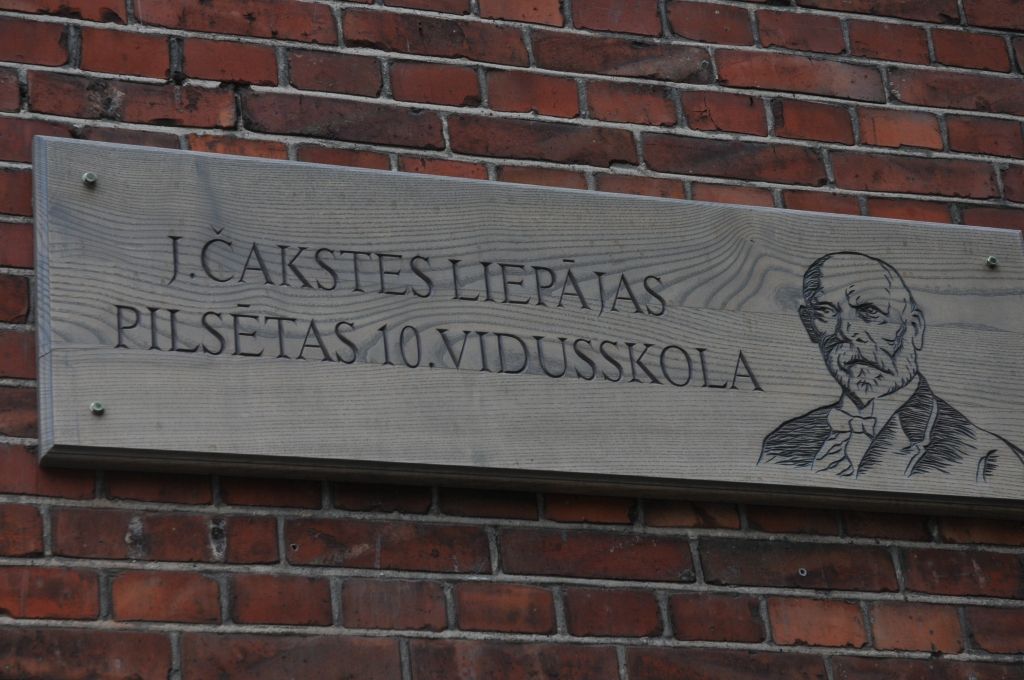 J.ČAKSTES LIEPĀJAS
PILSĒTAS 10.VIDUSSKOLA